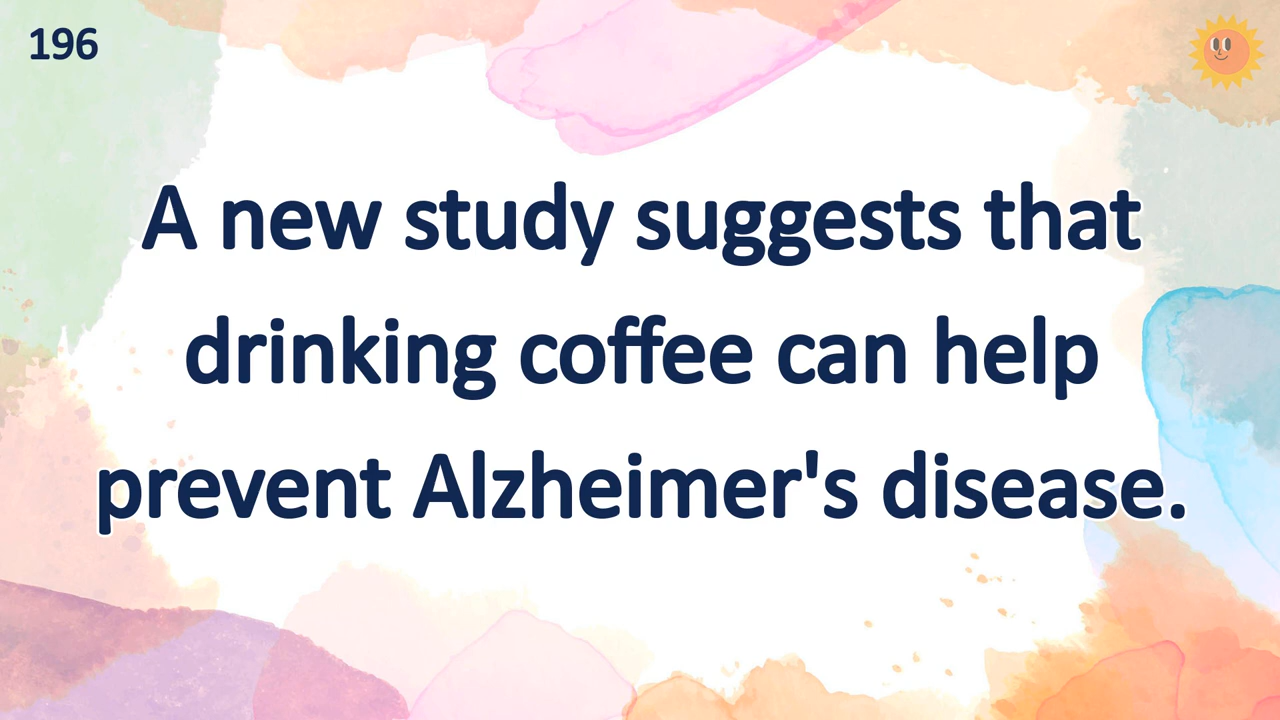 196
A new study suggests that
drinking coffee can help
prevent Alzheimer's disease.